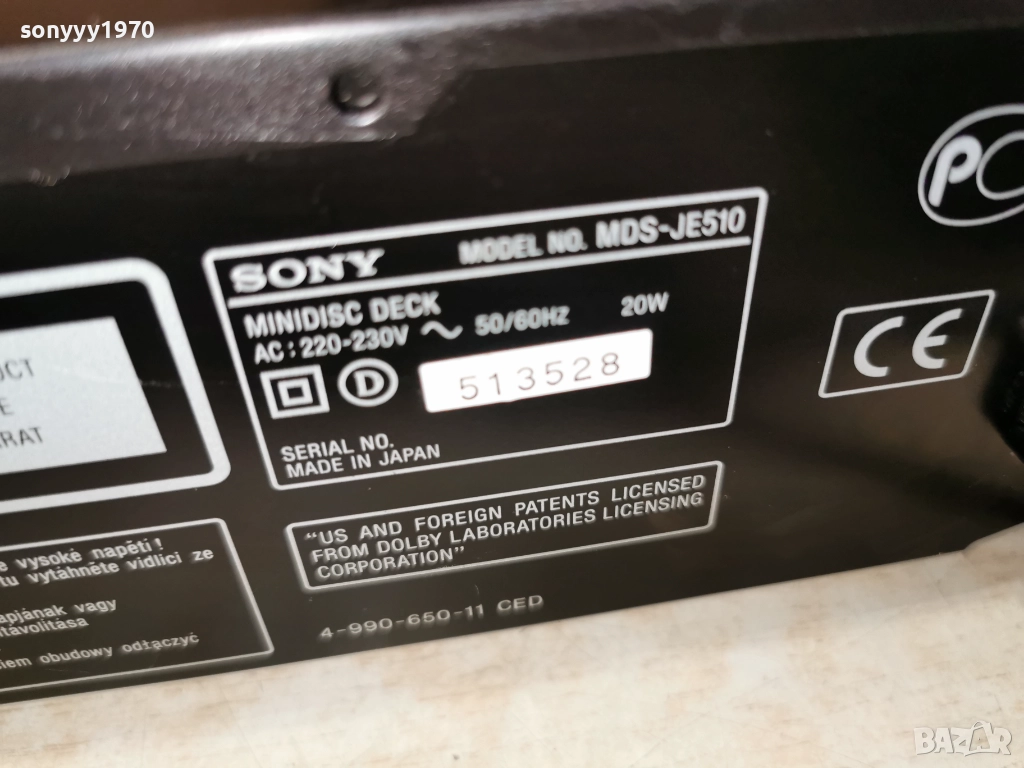 sonyyy1970
SONY MODEL NO. MDS-JE510
MINIDISC DECK
AC: 220-230V ~ 50/60HZ 20W
D 513528
SERIAL NO.
MADE IN JAPAN
"US AND FOREIGN PATENTS LICENSED
FROM DOLBY LABORATORIES LICENSING
CORPORATION"
4-990-650-11 CED
CE
vysoké napětí!
vytáhněte vidlici ze
vagy
obudowy odłączyć
BAZAR